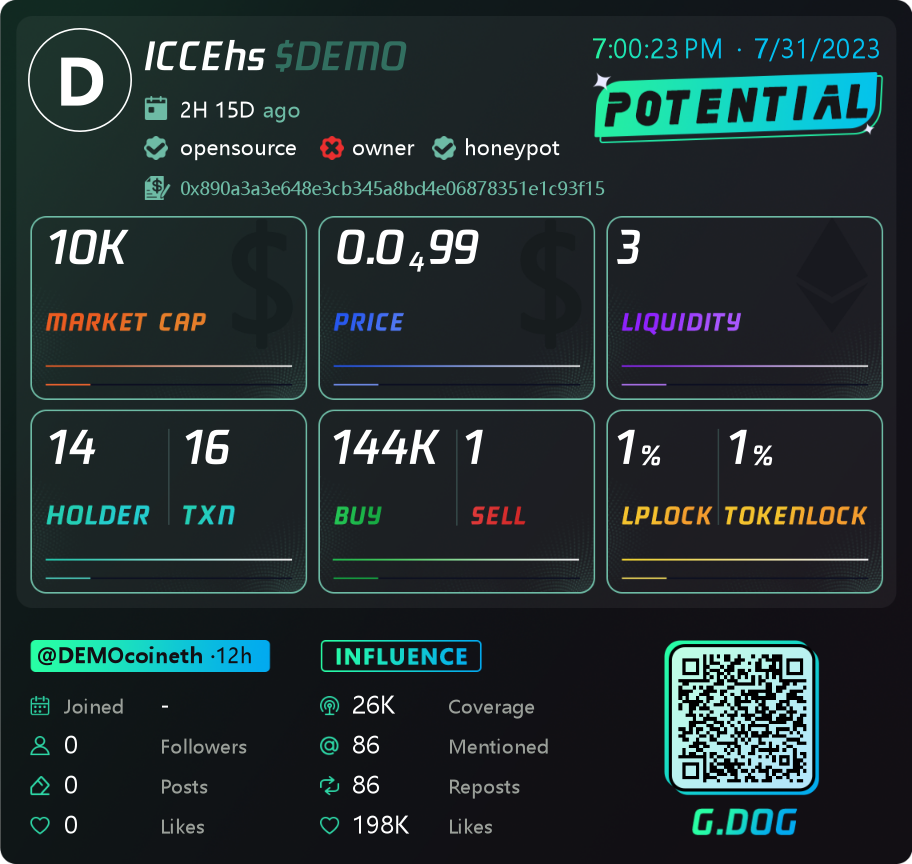 D
ICCEhs $DEMO
7:00:23 PM · 7/31/2023
2H 15D ago
POTENTIAL
opensource owner honeypot
0x890a3a3e648e3cb345a8bd4e06878351e1c93f15
10K
MARKET CAP
0.0₄99
PRICE
3
LIQUIDITY
14 16
HOLDER TXN
144K 1
BUY SELL
1% 1%
LPLOCK TOKENLOCK
@DEMOcoineth ·12h
Joined -
0 Followers
0 Posts
0 Likes
INFLUENCE
26K Coverage
86 Mentioned
86 Reposts
198K Likes
G.DOG